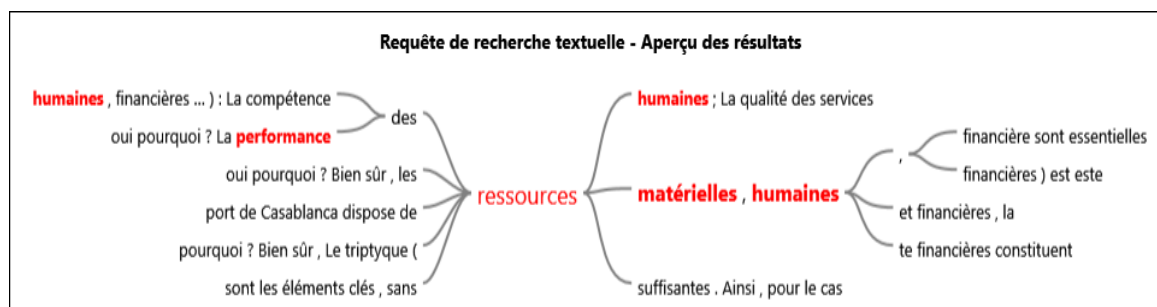 Requête de recherche textuelle - Aperçu des résultats
humaines , financières ... ) : La compétence
oui pourquoi ? La performance
des
oui pourquoi ? Bien sûr , les
port de Casablanca dispose de
pourquoi ? Bien sûr , Le triptyque (
sont les éléments clés , sans
ressources
humaines ; La qualité des services
matérielles , humaines
suffisantes . Ainsi , pour le cas
,
financière sont essentielles
financières ) est este
et financières , la
te financières constituent